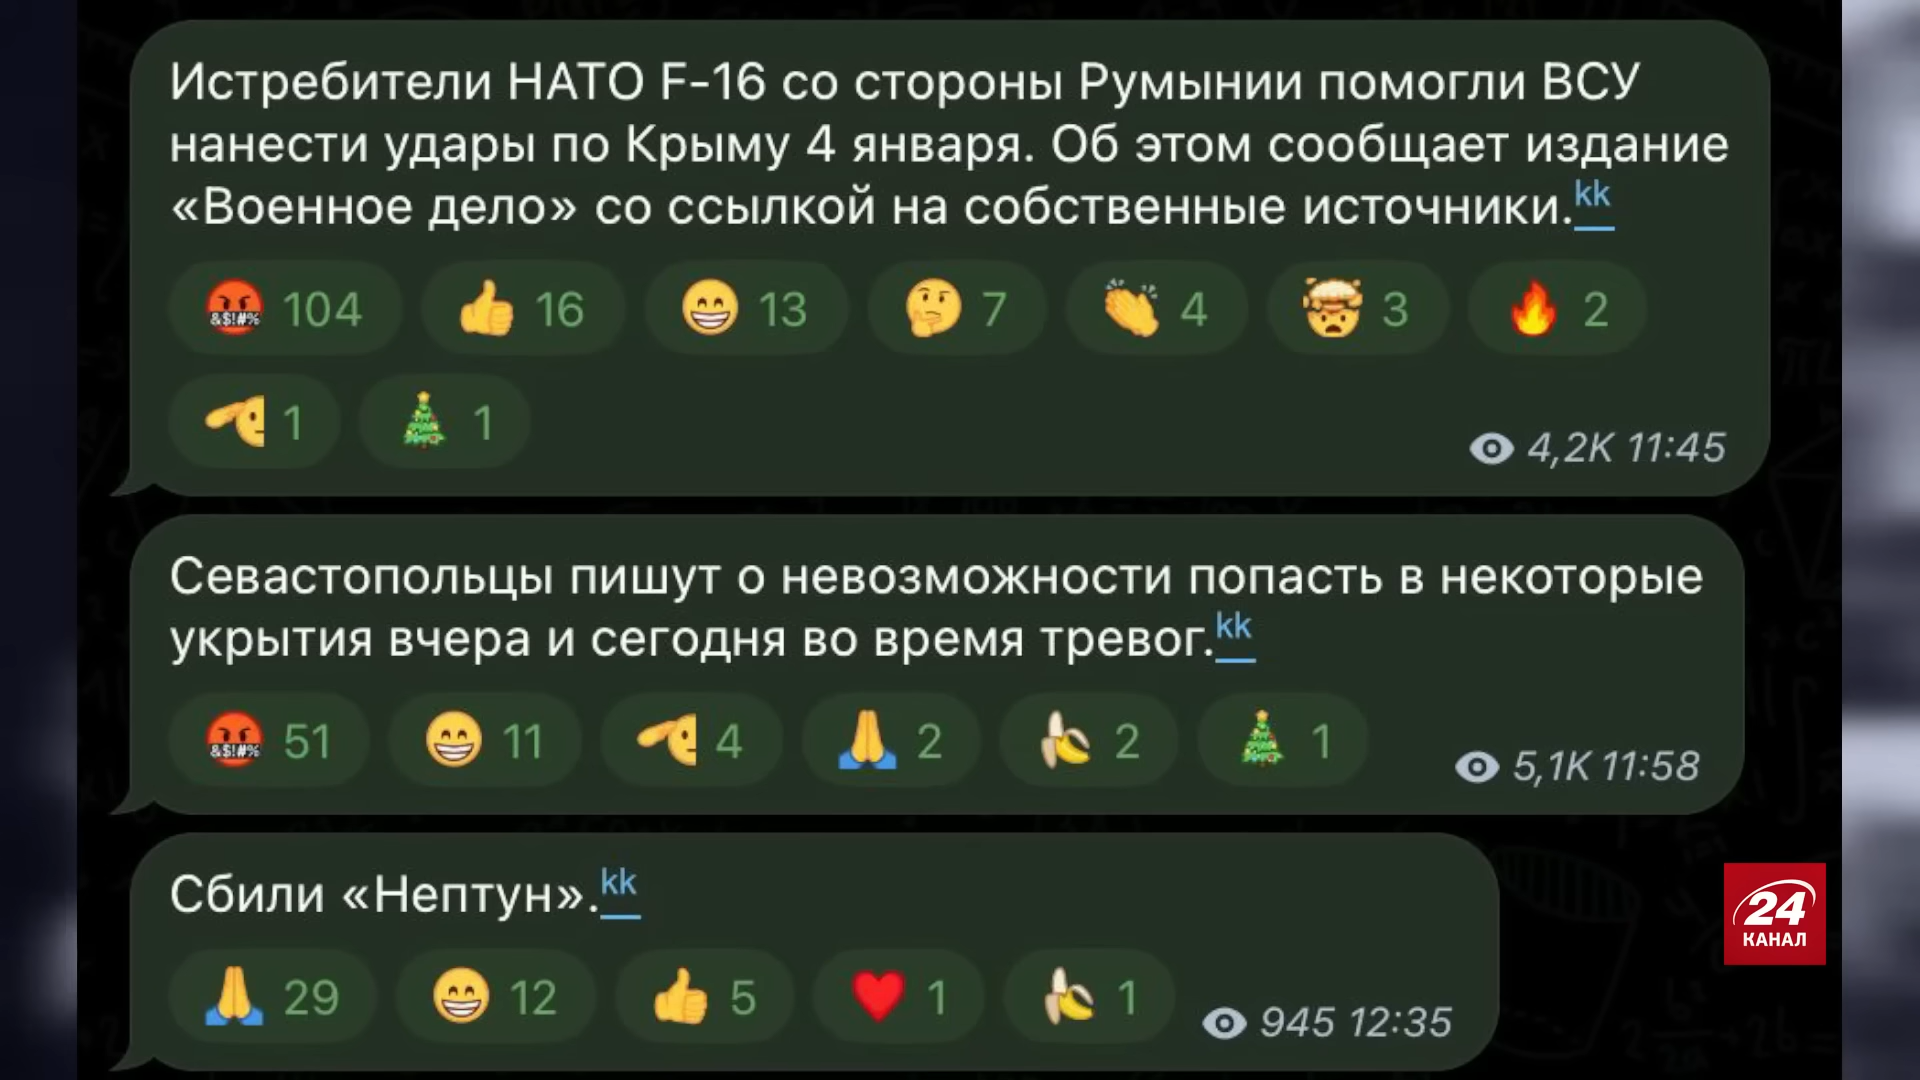 Истребители НАТО F-16 со стороны Румынии помогли ВСУ
нанести удары по Крыму 4 января. Об этом сообщает издание
«Военное дело» со ссылкой на собственные источники.kk
&$!#% 104 16 13 7 4 3 2
1 1
4,2K 11:45
Севастопольцы пишут о невозможности попасть в некоторые
укрытия вчера и сегодня во время тревог.kk
&$!#% 51 11 4 2 2 1
5,1K 11:58
Сбили «Нептун».kk
29 12 5 1 1
945 12:35
24
КАНАЛ